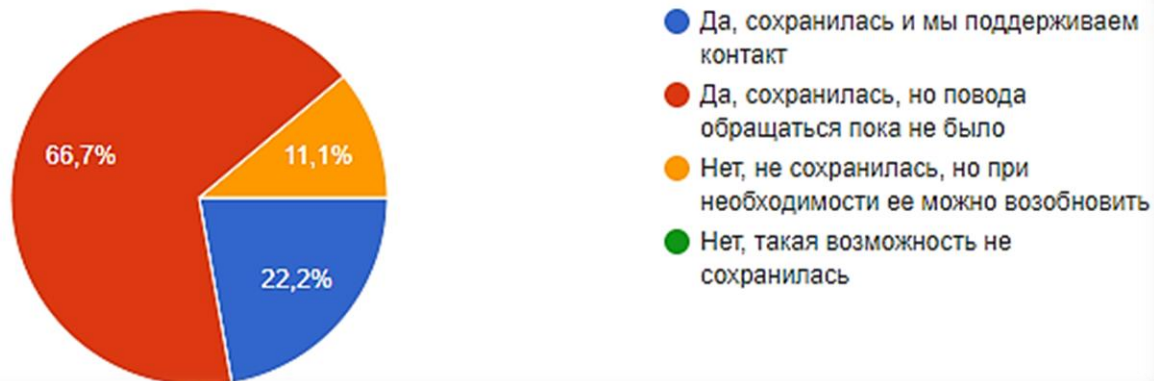 66,7%
11,1%
22,2%
Да, сохранилась и мы поддерживаем
контакт
Да, сохранилась, но повода
обращаться пока не было
Нет, не сохранилась, но при
необходимости ее можно возобновить
Нет, такая возможность не
сохранилась